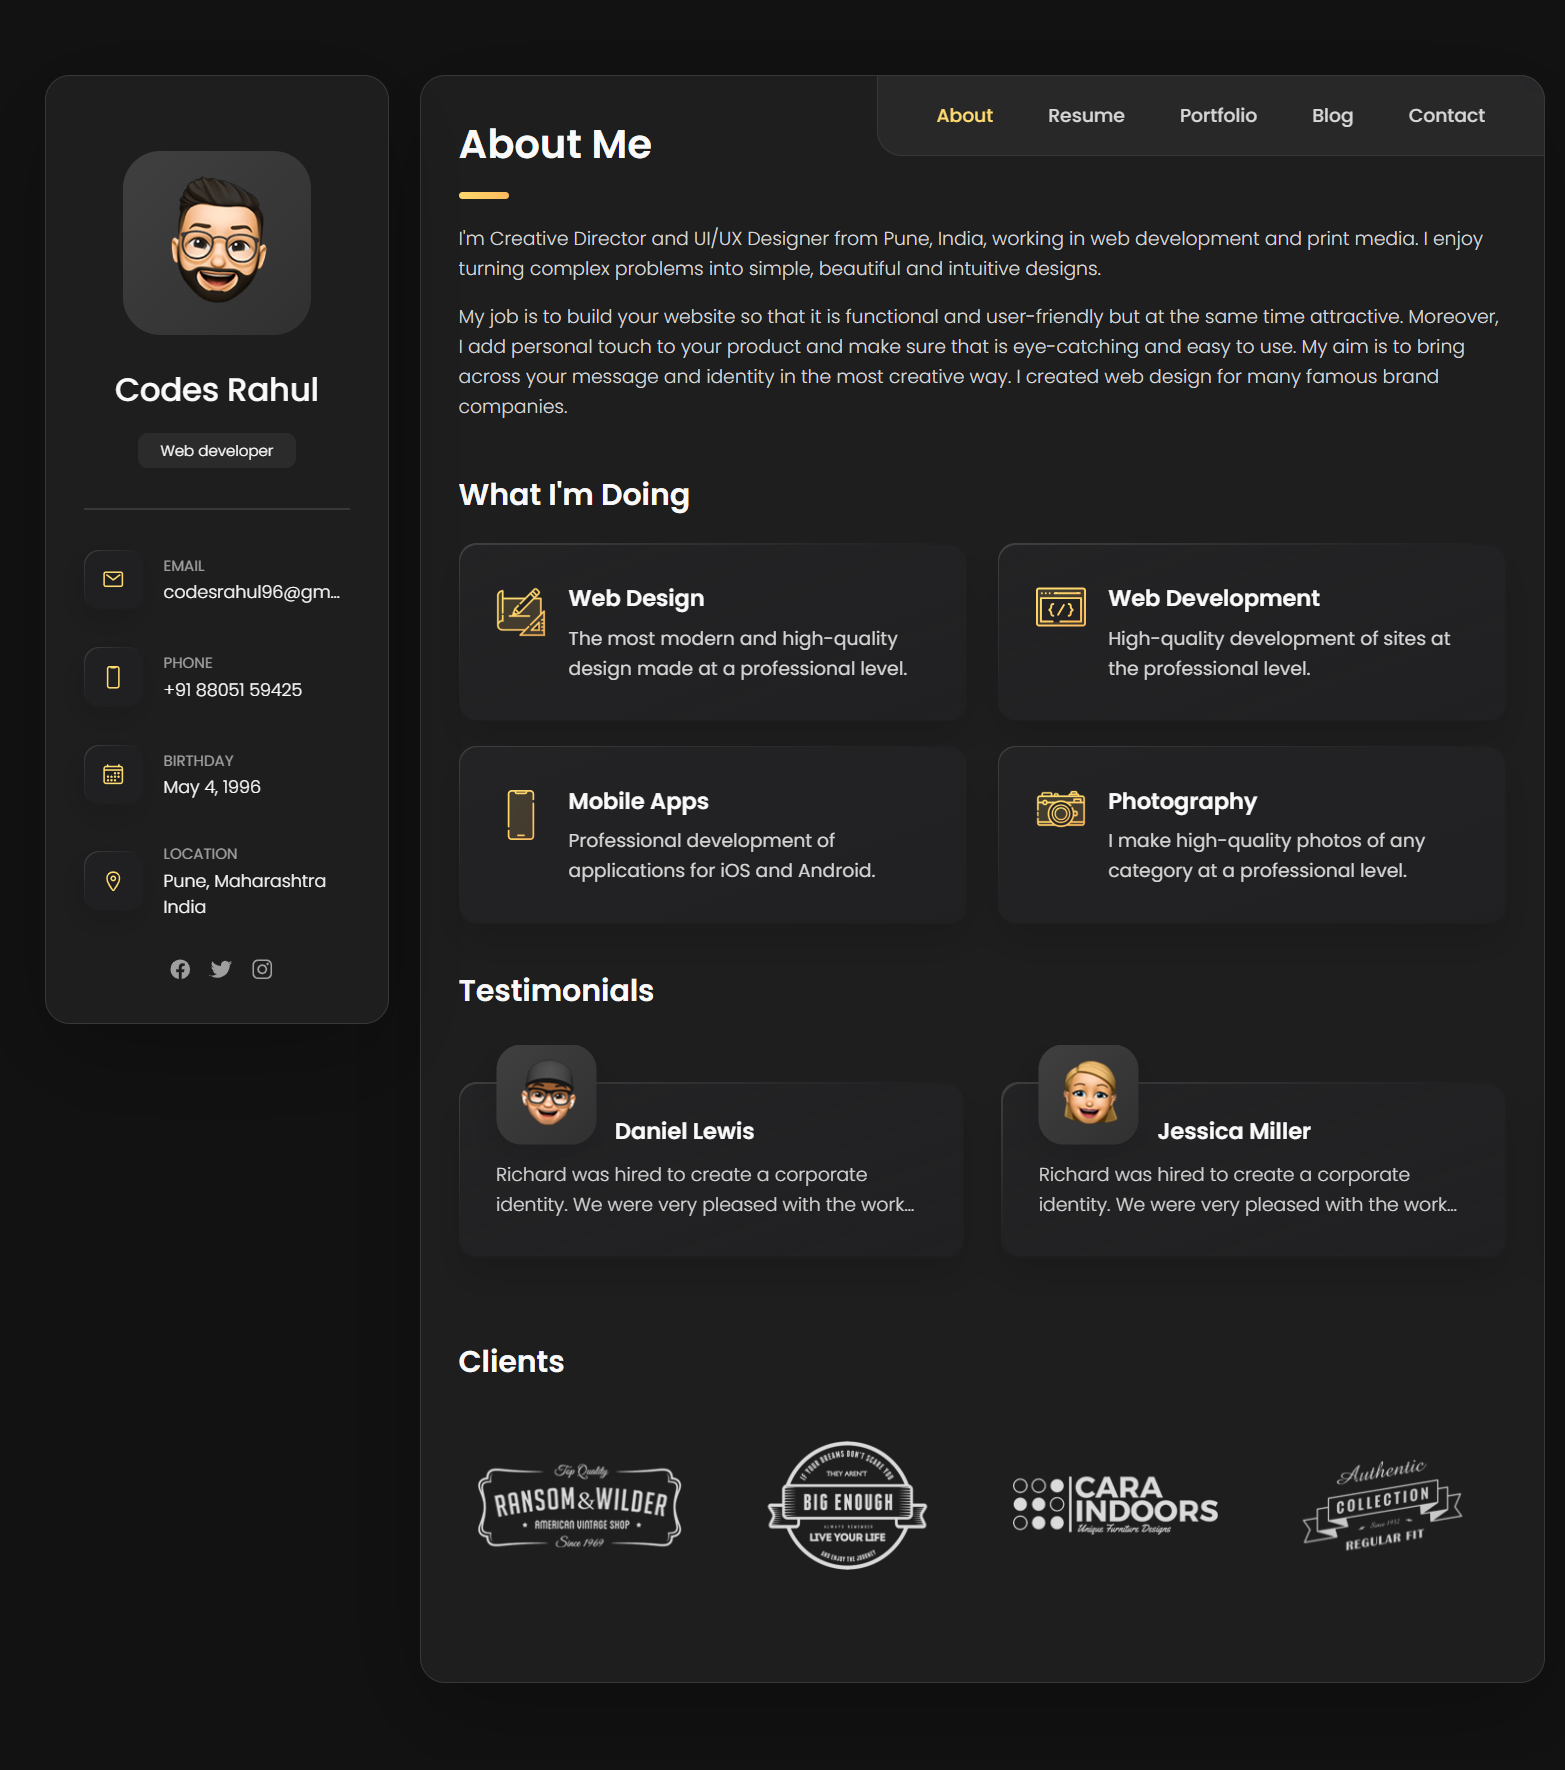 Codes Rahul
Web developer
EMAIL
codesrahul96@gm...
PHONE
+91 88051 59425
BIRTHDAY
May 4, 1996
LOCATION
Pune, Maharashtra
India
About
Resume
Portfolio
Blog
Contact
About Me
I'm Creative Director and UI/UX Designer from Pune, India, working in web development and print media. I enjoy
turning complex problems into simple, beautiful and intuitive designs.
My job is to build your website so that it is functional and user-friendly but at the same time attractive. Moreover,
I add personal touch to your product and make sure that is eye-catching and easy to use. My aim is to bring
across your message and identity in the most creative way. I created web design for many famous brand
companies.
What I'm Doing
Web Design
The most modern and high-quality
design made at a professional level.
Web Development
High-quality development of sites at
the professional level.
Mobile Apps
Professional development of
applications for iOS and Android.
Photography
I make high-quality photos of any
category at a professional level.
Testimonials
Daniel Lewis
Richard was hired to create a corporate
identity. We were very pleased with the work...
Jessica Miller
Richard was hired to create a corporate
identity. We were very pleased with the work...
Clients
Top Quality
RANSOM & WILDER
AMERICAN VINTAGE SHOP
Since 1969
IF YOUR DREAMS DON'T SCARE YOU
THEY AREN'T
BIG ENOUGH
ALWAYS REMEMBER
LIVE YOUR LIFE
AND ENJOY THE JOURNEY
CARA
INDOORS
Unique Furniture Designs
Authentic
COLLECTION
Since 1932
REGULAR FIT